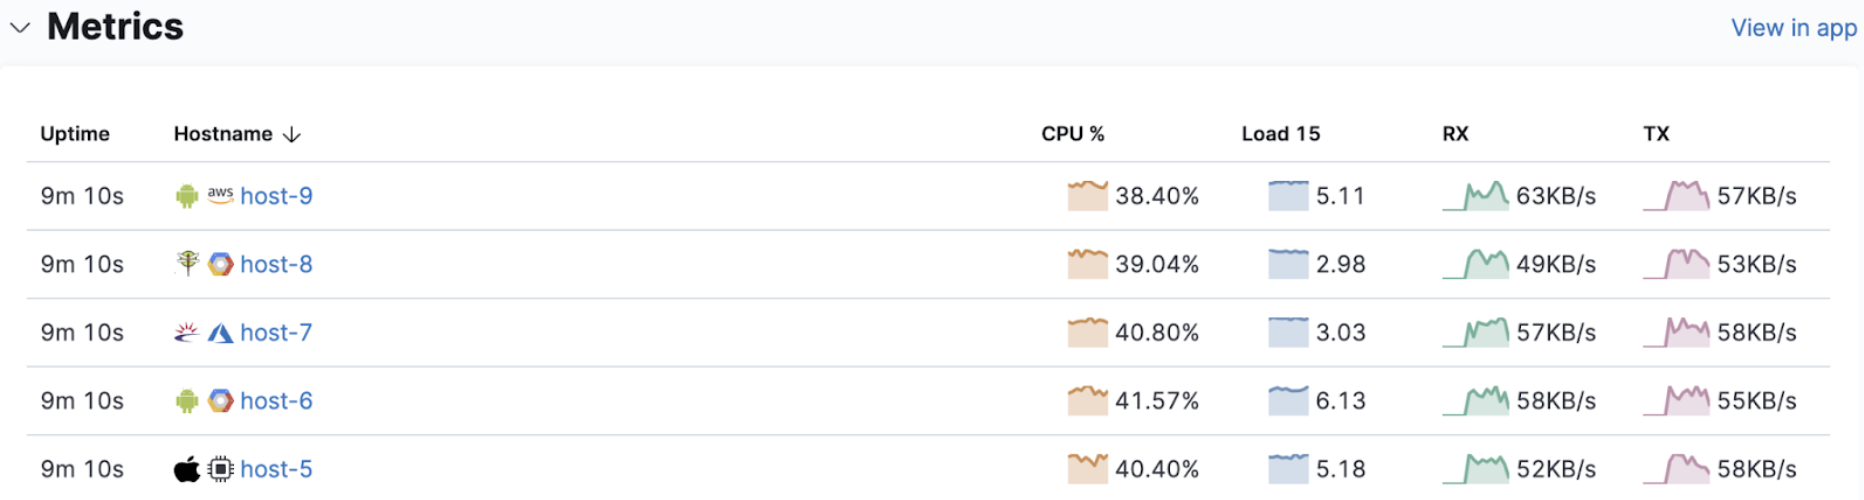 Metrics
View in app
Uptime Hostname ↓ CPU % Load 15 RX TX
9m 10s aws host-9 38.40% 5.11 63KB/s 57KB/s
9m 10s host-8 39.04% 2.98 49KB/s 53KB/s
9m 10s host-7 40.80% 3.03 57KB/s 58KB/s
9m 10s host-6 41.57% 6.13 58KB/s 55KB/s
9m 10s host-5 40.40% 5.18 52KB/s 58KB/s